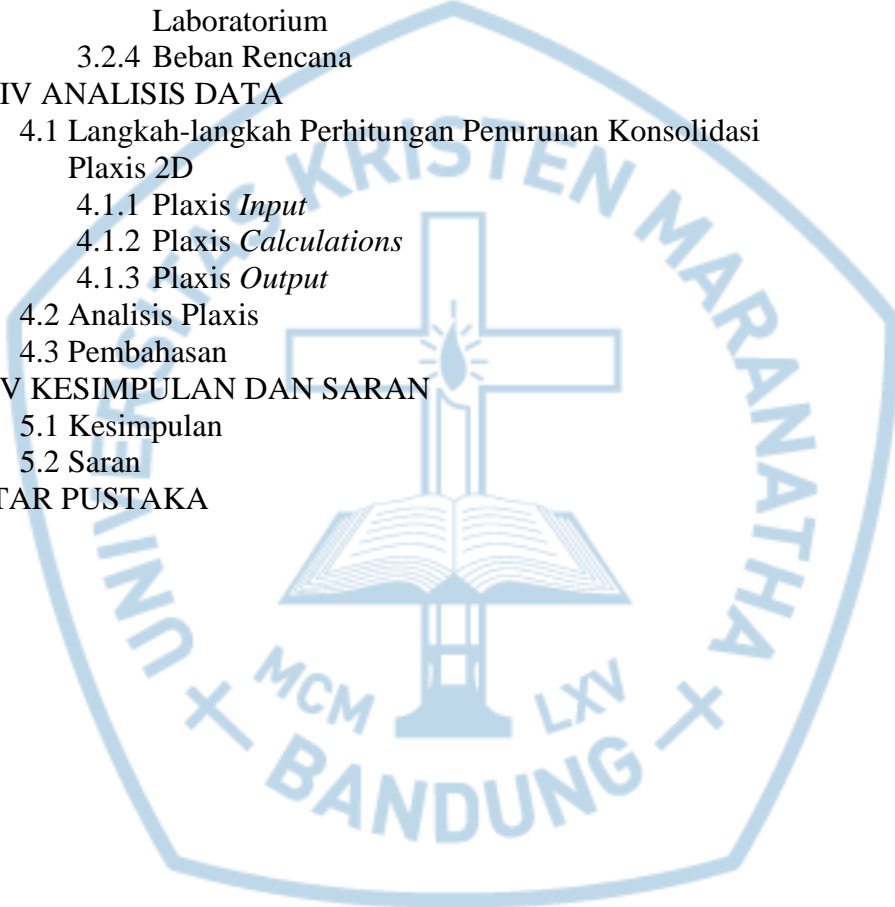 Laboratorium
3.2.4 Beban Rencana
IV ANALISIS DATA
4.1 Langkah-langkah Perhitungan Penurunan Konsolidasi
Plaxis 2D
4.1.1 Plaxis Input
4.1.2 Plaxis Calculations
4.1.3 Plaxis Output
4.2 Analisis Plaxis
4.3 Pembahasan
V KESIMPULAN DAN SARAN
5.1 Kesimpulan
5.2 Saran
TAR PUSTAKA
UNIVERSITAS KRISTEN MARANATHA
MCM LXV
BANDUNG